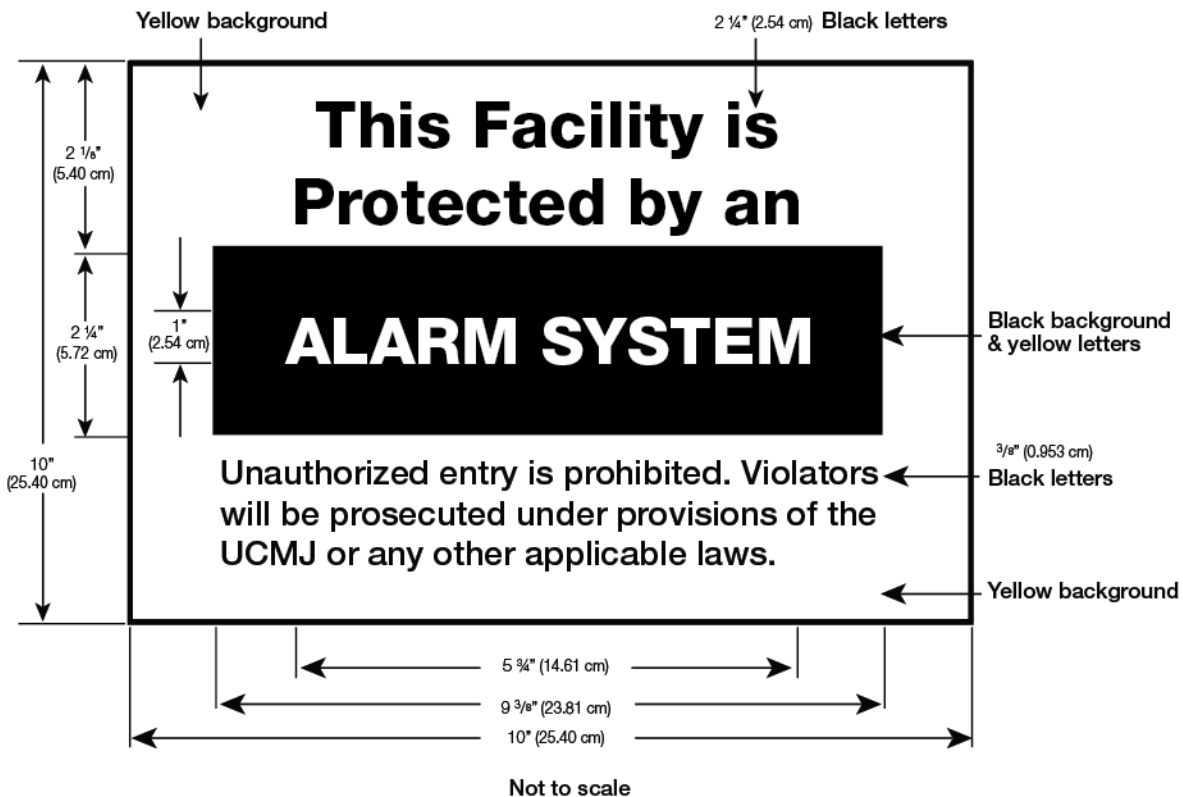 Yellow background
2 ¼” (2.54 cm) Black letters
This Facility is
Protected by an
2 ⅛”
(5.40 cm)
ALARM SYSTEM
1”
(2.54 cm)
2 ¼”
(5.72 cm)
Black background
& yellow letters
10”
(25.40 cm)
3/8” (0.953 cm)
Black letters
Unauthorized entry is prohibited. Violators
will be prosecuted under provisions of the
UCMJ or any other applicable laws.
Yellow background
5 ¾” (14.61 cm)
9 3/8” (23.81 cm)
10” (25.40 cm)
Not to scale